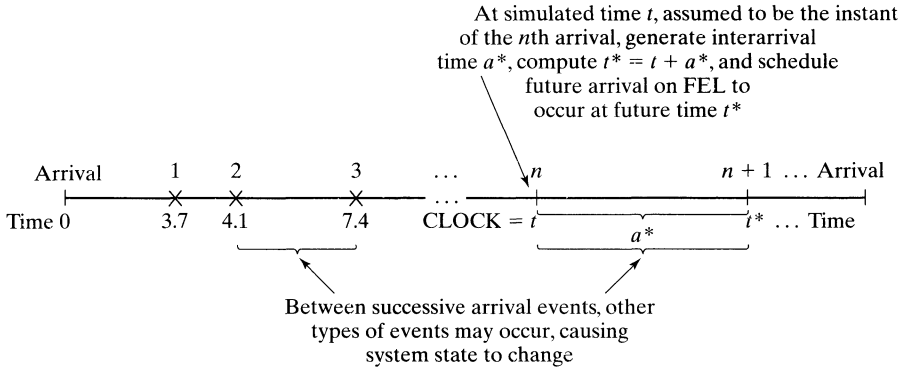 At simulated time t, assumed to be the instant
of the nth arrival, generate interarrival
time a*, compute t* = t + a*, and schedule
future arrival on FEL to
occur at future time t*
Arrival 1 2 3 ... n n + 1 ... Arrival
...
Time 0 3.7 4.1 7.4 CLOCK = t t* ... Time
a*
Between successive arrival events, other
types of events may occur, causing
system state to change